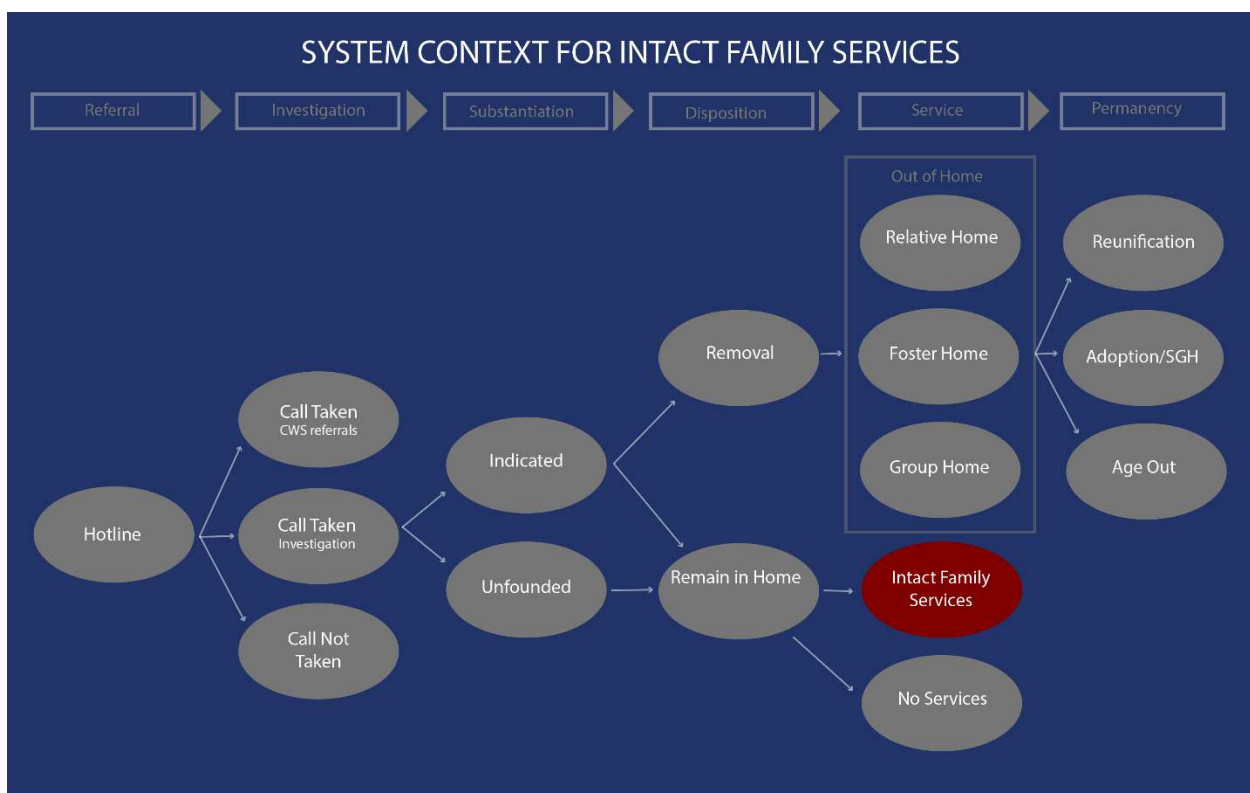 SYSTEM CONTEXT FOR INTACT FAMILY SERVICES
Referral
Investigation
Substantiation
Disposition
Service
Permanency
Hotline
Call Taken
CWS referrals
Call Taken
Investigation
Call Not
Taken
Indicated
Unfounded
Removal
Remain in Home
Out of Home
Relative Home
Foster Home
Group Home
Intact Family
Services
No Services
Reunification
Adoption/SGH
Age Out